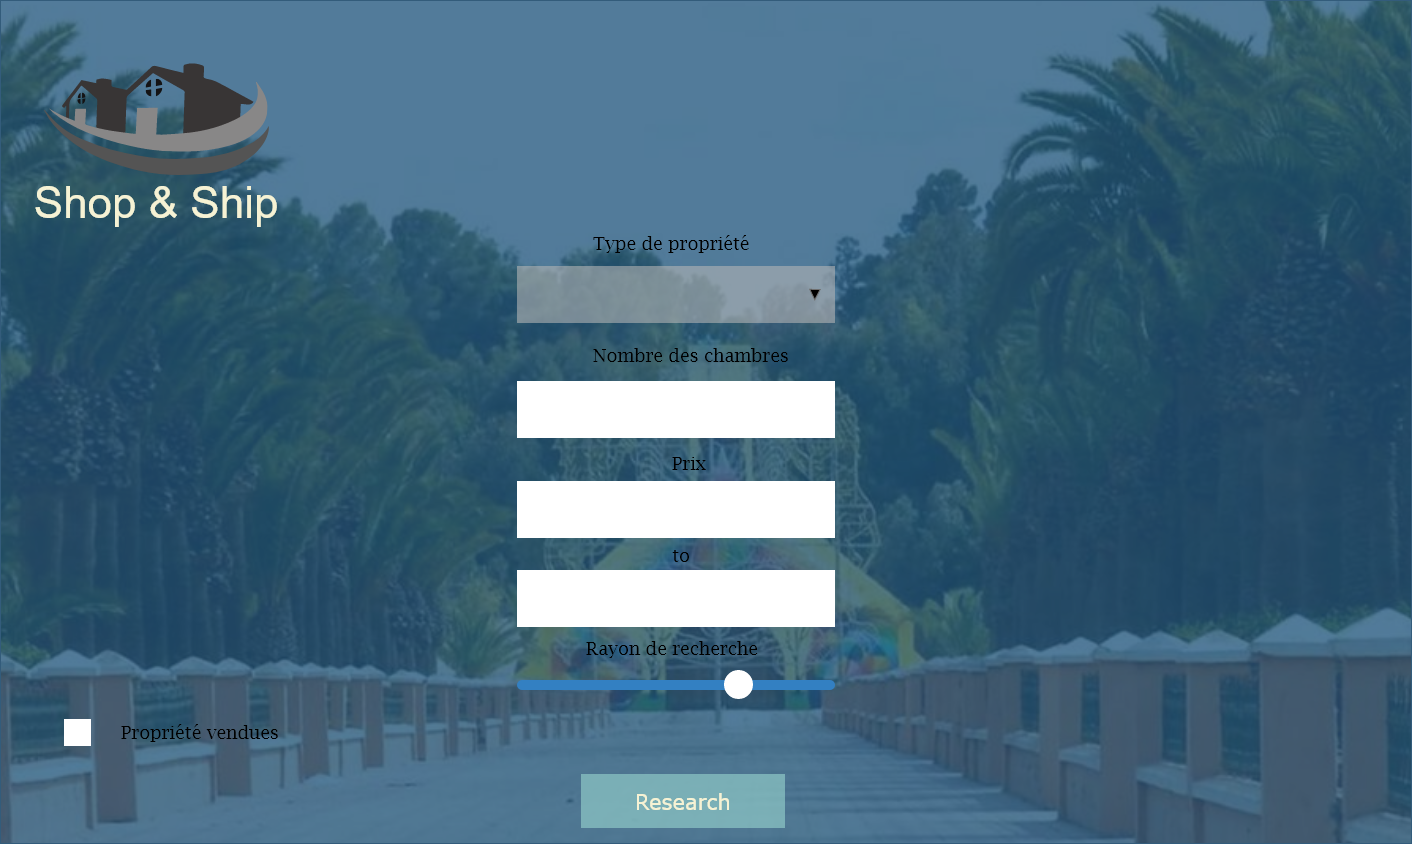 Shop & Ship
Type de propriété
Nombre des chambres
Prix
to
Rayon de recherche
Propriété vendues
Research